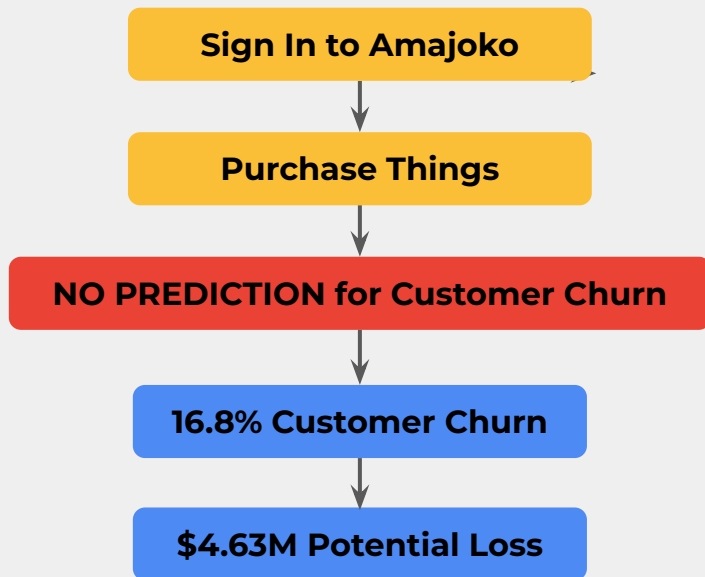 Sign In to Amajoko
Purchase Things
NO PREDICTION for Customer Churn
16.8% Customer Churn
$4.63M Potential Loss